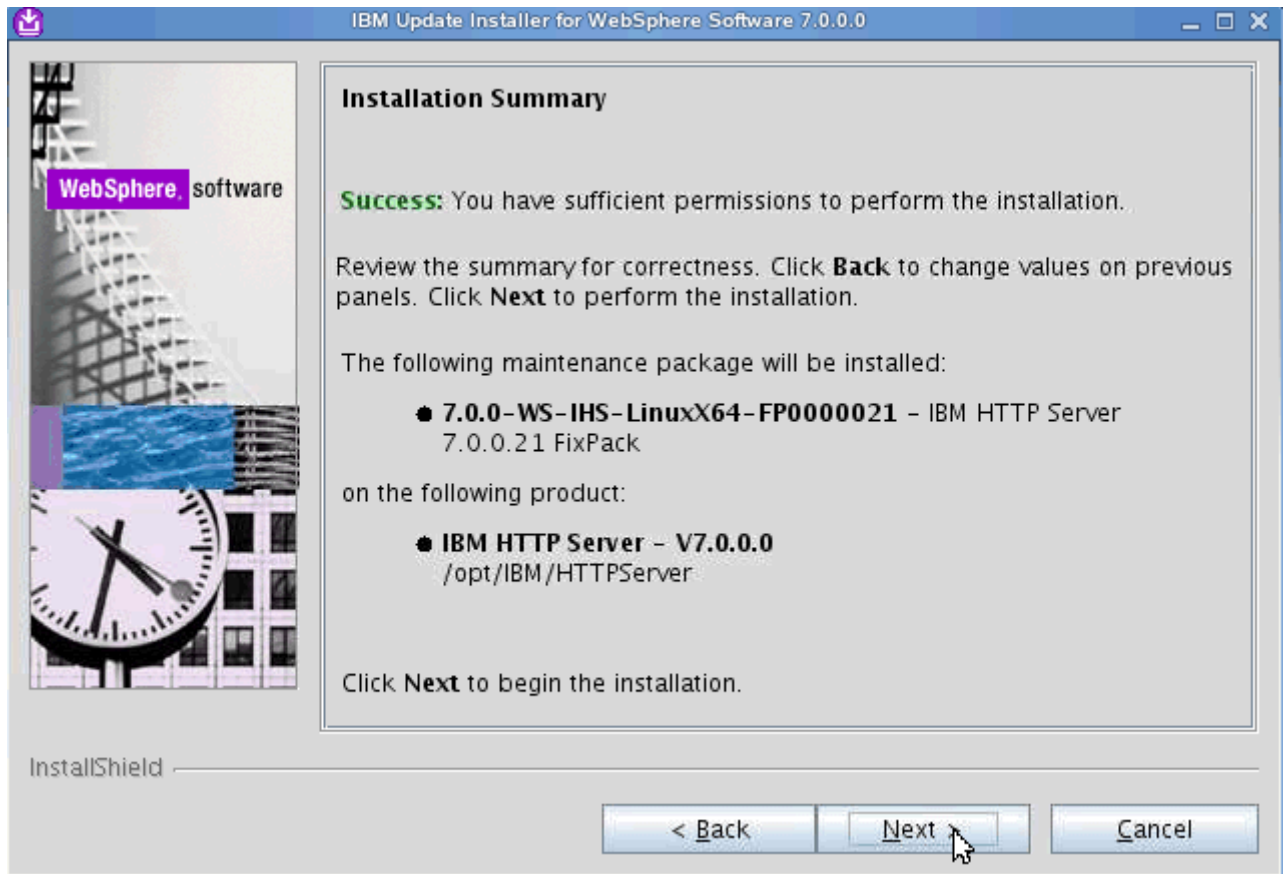 IBM Update Installer for WebSphere Software 7.0.0.0
WebSphere. software
Installation Summary
Success: You have sufficient permissions to perform the installation.
Review the summary for correctness. Click Back to change values on previous
panels. Click Next to perform the installation.
The following maintenance package will be installed:
● 7.0.0-WS-IHS-LinuxX64-FP0000021 – IBM HTTP Server
7.0.0.21 FixPack
on the following product:
● IBM HTTP Server – V7.0.0.0
/opt/IBM/HTTPServer
Click Next to begin the installation.
InstallShield
< Back
Next >
Cancel